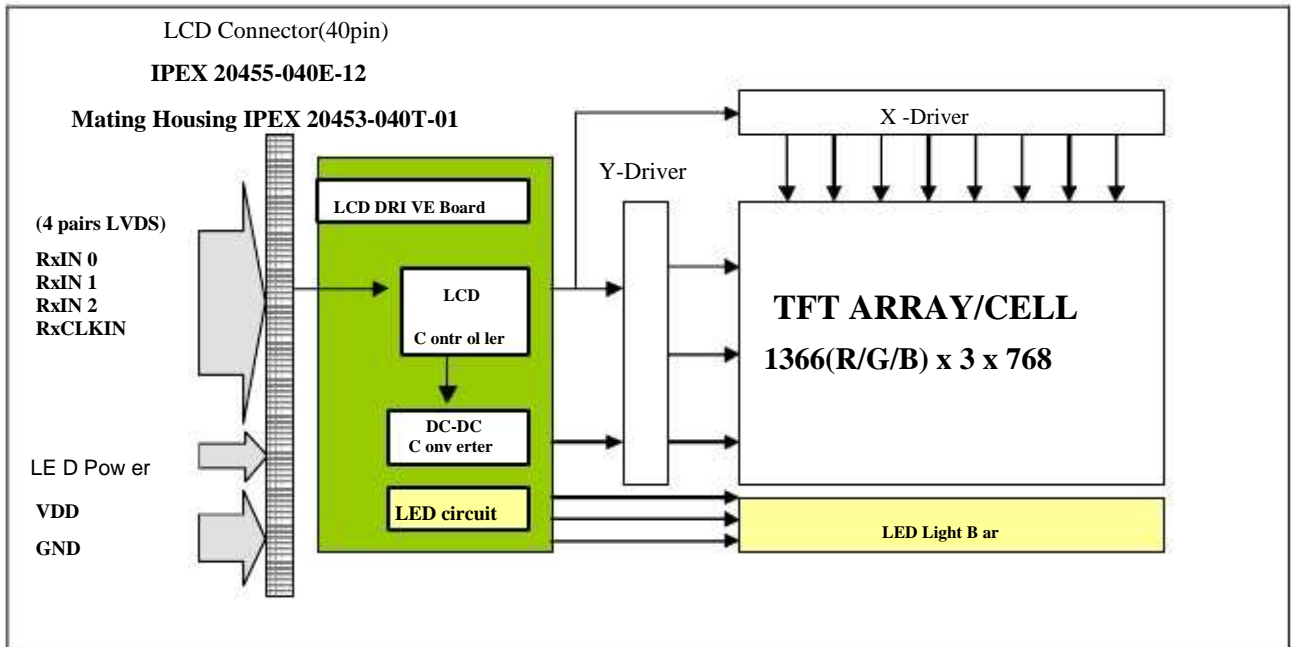 LCD Connector(40pin)
IPEX 20455-040E-12
Mating Housing IPEX 20453-040T-01
X -Driver
Y-Driver
LCD DRI VE Board
(4 pairs LVDS)
RxIN 0
RxIN 1
RxIN 2
RxCLKIN
LCD
C ontr ol ler
TFT ARRAY/CELL
1366(R/G/B) x 3 x 768
DC-DC
C onv erter
LE D Pow er
VDD
GND
LED circuit
LED Light B ar